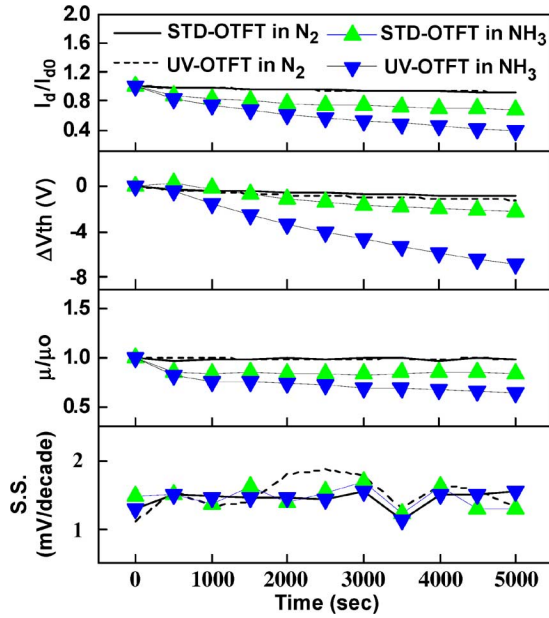 2.0
STD-OTFT in N2 STD-OTFT in NH3
UV-OTFT in N2 UV-OTFT in NH3
1.6
1.2
0.8
0.4
Id/Id0
0
-4
-8
ΔVth (V)
1.5
1.0
0.5
μ/μo
2
1
S.S.
(mV/decade)
0 1000 2000 3000 4000 5000
Time (sec)